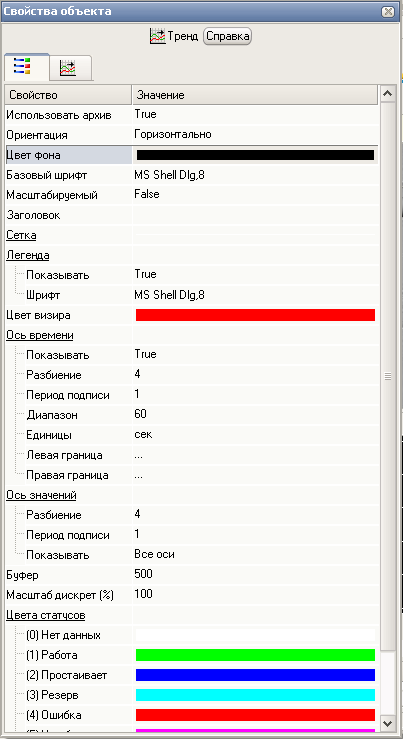 Свойства объекта
Тренд Справка
Свойство Значение
Использовать архив True
Ориентация Горизонтально
Цвет фона
Базовый шрифт MS Shell Dlg,8
Масштабируемый False
Заголовок
Сетка
Легенда
Показывать True
Шрифт MS Shell Dlg,8
Цвет визира
Ось времени
Показывать True
Разбиение 4
Период подписи 1
Диапазон 60
Единицы сек
Левая граница ...
Правая граница ...
Ось значений
Разбиение 4
Период подписи 1
Показывать Все оси
Буфер 500
Масштаб дискрет (%) 100
Цвета статусов
(0) Нет данных
(1) Работа
(2) Простаивает
(3) Резерв
(4) Ошибка